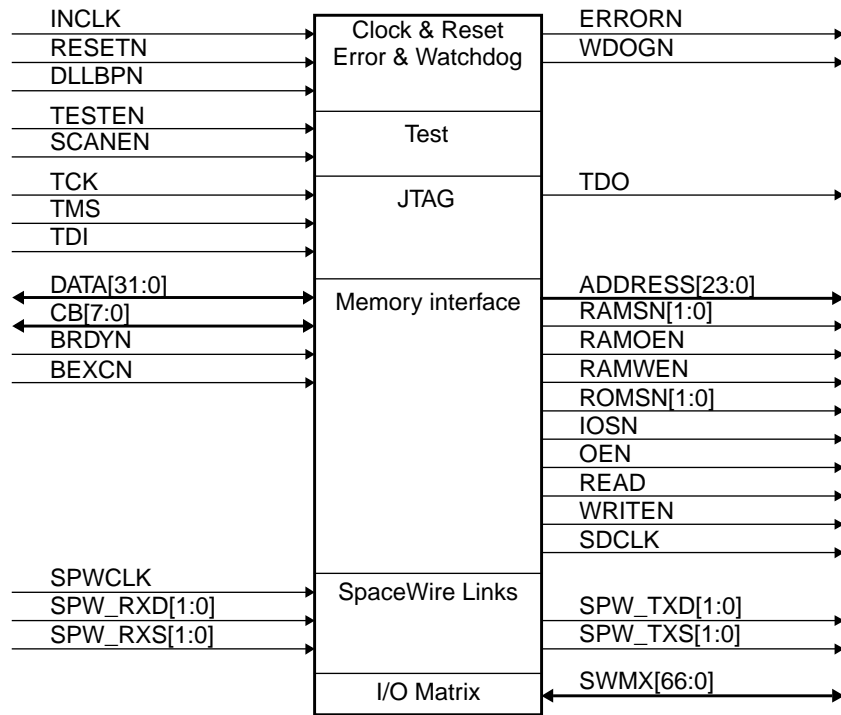 INCLK
RESETN
DLLBPN
Clock & Reset
Error & Watchdog
ERRORN
WDOGN
TESTEN
SCANEN
Test
TCK
TMS
TDI
JTAG
TDO
DATA[31:0]
CB[7:0]
BRDYN
BEXCN
Memory interface
ADDRESS[23:0]
RAMSN[1:0]
RAMOEN
RAMWEN
ROMSN[1:0]
IOSN
OEN
READ
WRITEN
SDCLK
SPWCLK
SPW_RXD[1:0]
SPW_RXS[1:0]
SpaceWire Links
SPW_TXD[1:0]
SPW_TXS[1:0]
I/O Matrix
SWMX[66:0]